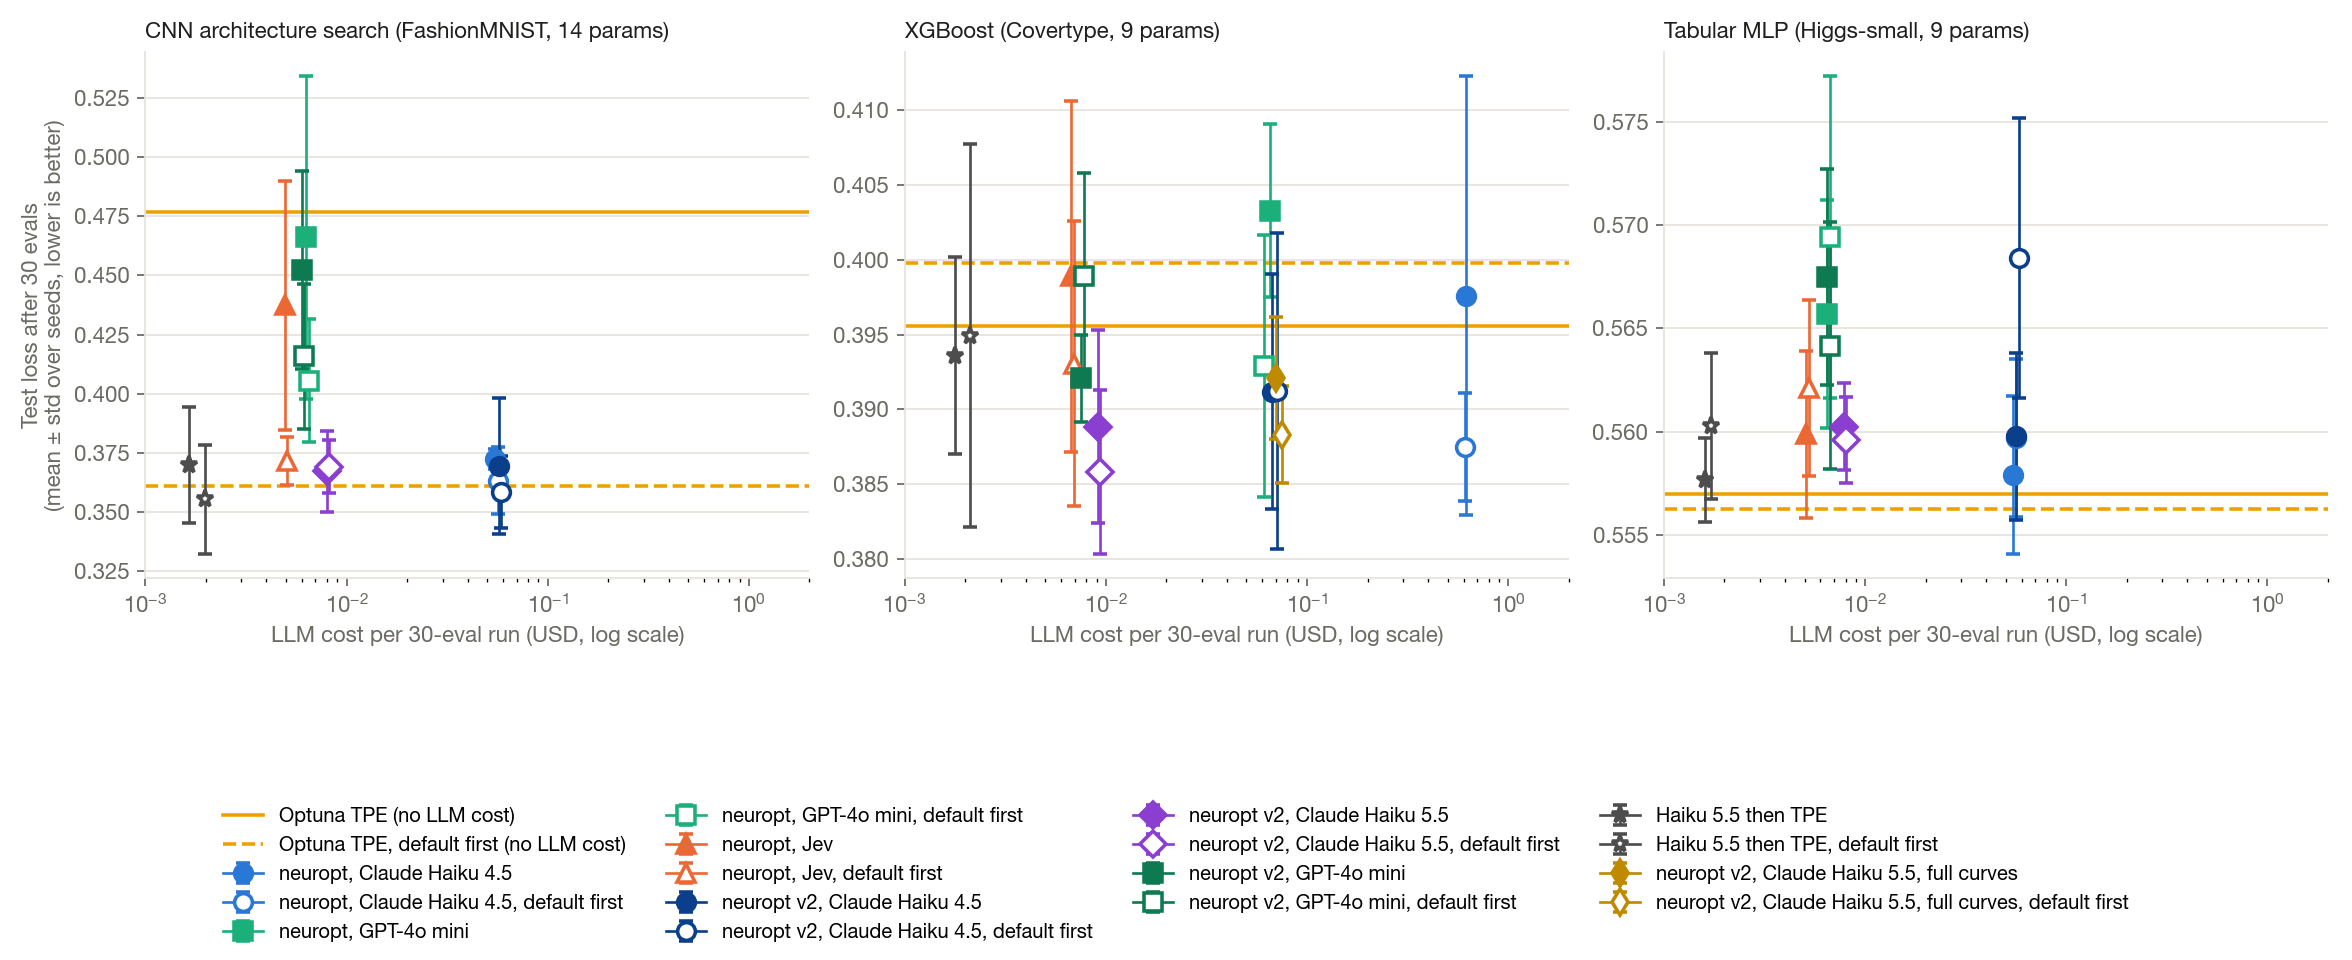 CNN architecture search (FashionMNIST, 14 params)
XGBoost (Covertype, 9 params)
Tabular MLP (Higgs-small, 9 params)
Test loss after 30 evals
(mean ± std over seeds, lower is better)
0.525
0.500
0.475
0.450
0.425
0.400
0.375
0.350
0.325
10⁻³ 10⁻² 10⁻¹ 10⁰
LLM cost per 30-eval run (USD, log scale)
0.410
0.405
0.400
0.395
0.390
0.385
0.380
10⁻³ 10⁻² 10⁻¹ 10⁰
LLM cost per 30-eval run (USD, log scale)
0.575
0.570
0.565
0.560
0.555
10⁻³ 10⁻² 10⁻¹ 10⁰
LLM cost per 30-eval run (USD, log scale)
Optuna TPE (no LLM cost)
Optuna TPE, default first (no LLM cost)
neuropt, Claude Haiku 4.5
neuropt, Claude Haiku 4.5, default first
neuropt, GPT-4o mini
neuropt, GPT-4o mini, default first
neuropt, Jev
neuropt, Jev, default first
neuropt v2, Claude Haiku 4.5
neuropt v2, Claude Haiku 4.5, default first
neuropt v2, Claude Haiku 5.5
neuropt v2, Claude Haiku 5.5, default first
neuropt v2, GPT-4o mini
neuropt v2, GPT-4o mini, default first
Haiku 5.5 then TPE
Haiku 5.5 then TPE, default first
neuropt v2, Claude Haiku 5.5, full curves
neuropt v2, Claude Haiku 5.5, full curves, default first